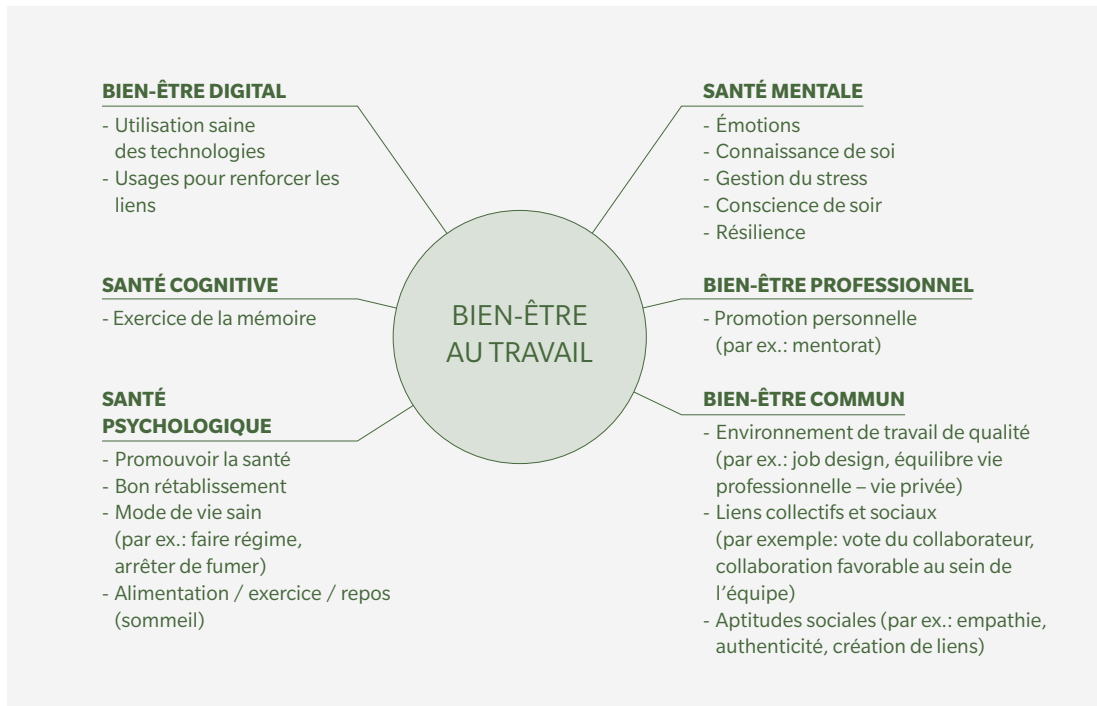 BIEN-ÊTRE DIGITAL
- Utilisation saine
des technologies
- Usages pour renforcer les
liens
SANTÉ COGNITIVE
- Exercice de la mémoire
SANTÉ
PSYCHOLOGIQUE
- Promouvoir la santé
- Bon rétablissement
- Mode de vie sain
(par ex.: faire régime,
arrêter de fumer)
- Alimentation / exercice / repos
(sommeil)
BIEN-ÊTRE
AU TRAVAIL
SANTÉ MENTALE
- Émotions
- Connaissance de soi
- Gestion du stress
- Conscience de soir
- Résilience
BIEN-ÊTRE PROFESSIONNEL
- Promotion personnelle
(par ex.: mentorat)
BIEN-ÊTRE COMMUN
- Environnement de travail de qualité
(par ex.: job design, équilibre vie
professionnelle – vie privée)
- Liens collectifs et sociaux
(par exemple: vote du collaborateur,
collaboration favorable au sein de
l’équipe)
- Aptitudes sociales (par ex.: empathie,
authenticité, création de liens)